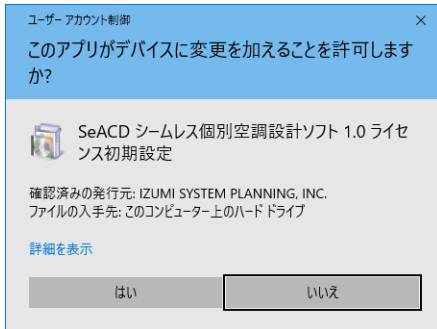 ユーザー アカウント制御
このアプリがデバイスに変更を加えることを許可します
か?
SeACD シームレス個別空調設計ソフト 1.0 ライセ
ンス初期設定
確認済みの発行元: IZUMI SYSTEM PLANNING, INC.
ファイルの入手先: このコンピューター上のハード ドライブ
詳細を表示
はい
いいえ